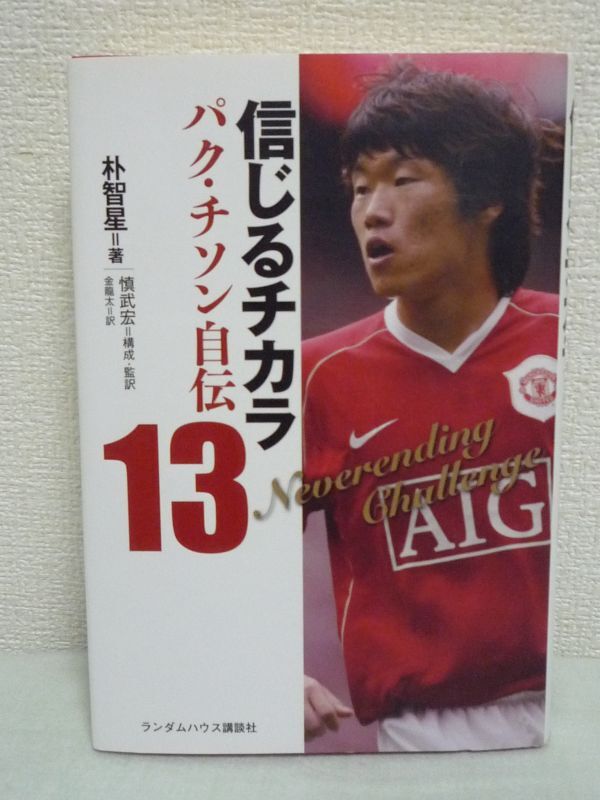 信じるチカラ
パク・チソン自伝
朴智星=著
慎武宏=構成・監訳
金龍太=訳
13
Neverending
Challenge
AIG
ランダムハウス講談社